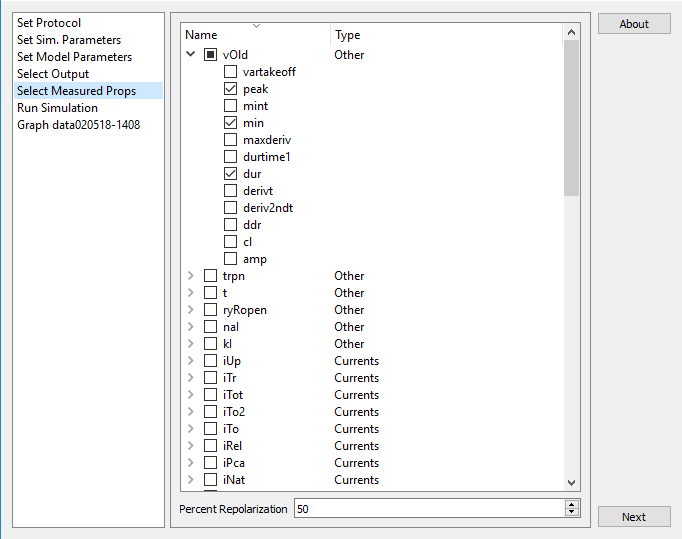 Set Protocol
Set Sim. Parameters
Set Model Parameters
Select Output
Select Measured Props
Run Simulation
Graph data020518-1408
Name Type
vOld Other
vartakeoff
peak
mint
min
maxderiv
durtime1
dur
derivt
deriv2ndt
ddr
cl
amp
trpn Other
t Other
ryRopen Other
naI Other
kI Other
iUp Currents
iTr Currents
iTot Currents
iTo2 Currents
iTo Currents
iRel Currents
iPca Currents
iNat Currents
Percent Repolarization 50
About
Next